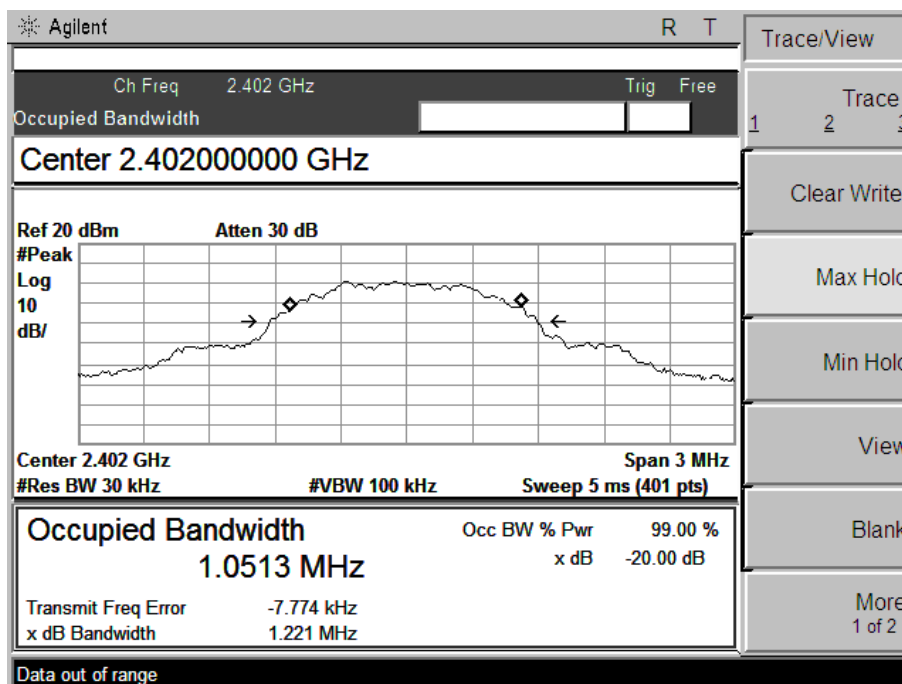 Agilent R T
Trace/View
Ch Freq 2.402 GHz Trig Free
Occupied Bandwidth
Center 2.402000000 GHz
Ref 20 dBm Atten 30 dB
#Peak
Log
10
dB/
Center 2.402 GHz Span 3 MHz
#Res BW 30 kHz #VBW 100 kHz Sweep 5 ms (401 pts)
Occupied Bandwidth
1.0513 MHz
Occ BW % Pwr 99.00 %
x dB -20.00 dB
Transmit Freq Error -7.774 kHz
x dB Bandwidth 1.221 MHz
Data out of range
Trace
1 2
Clear Write
Max Hold
Min Hold
View
Blank
More
1 of 2